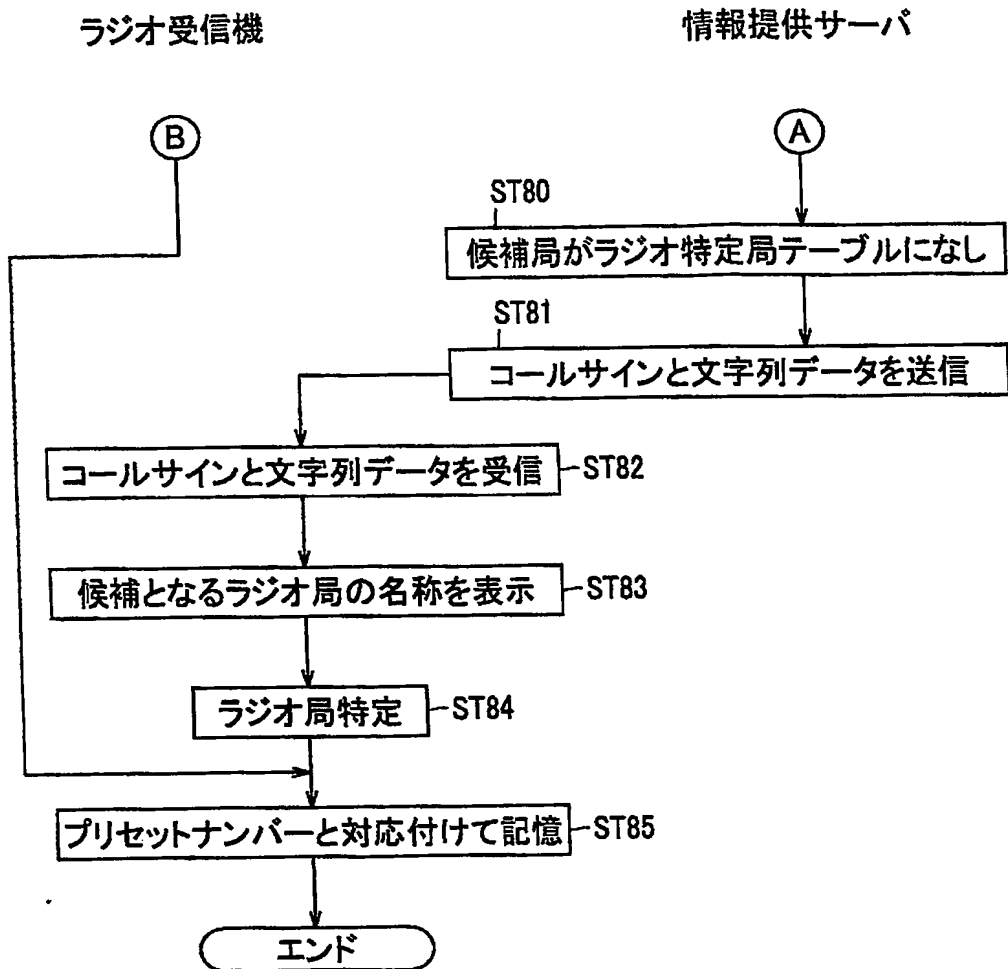 ラジオ受信機
情報提供サーバ
B
A
ST80
候補局がラジオ特定局テーブルになし
ST81
コールサインと文字列データを送信
コールサインと文字列データを受信
ST82
候補となるラジオ局の名称を表示
ST83
ラジオ局特定
ST84
プリセットナンバーと対応付けて記憶
ST85
エンド